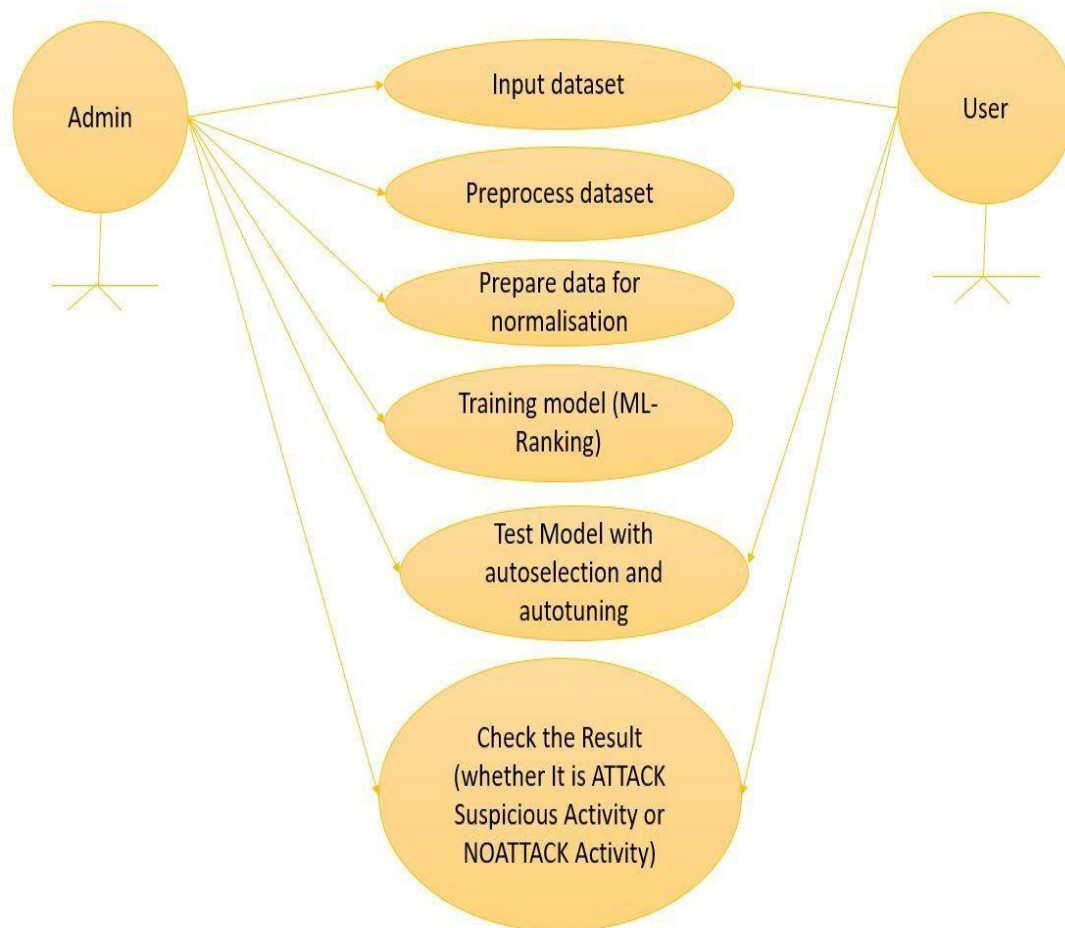 Admin
Input dataset
User
Preprocess dataset
Prepare data for
normalisation
Training model (ML-
Ranking)
Test Model with
autoselection and
autotuning
Check the Result
(whether It is ATTACK
Suspicious Activity or
NOATTACK Activity)